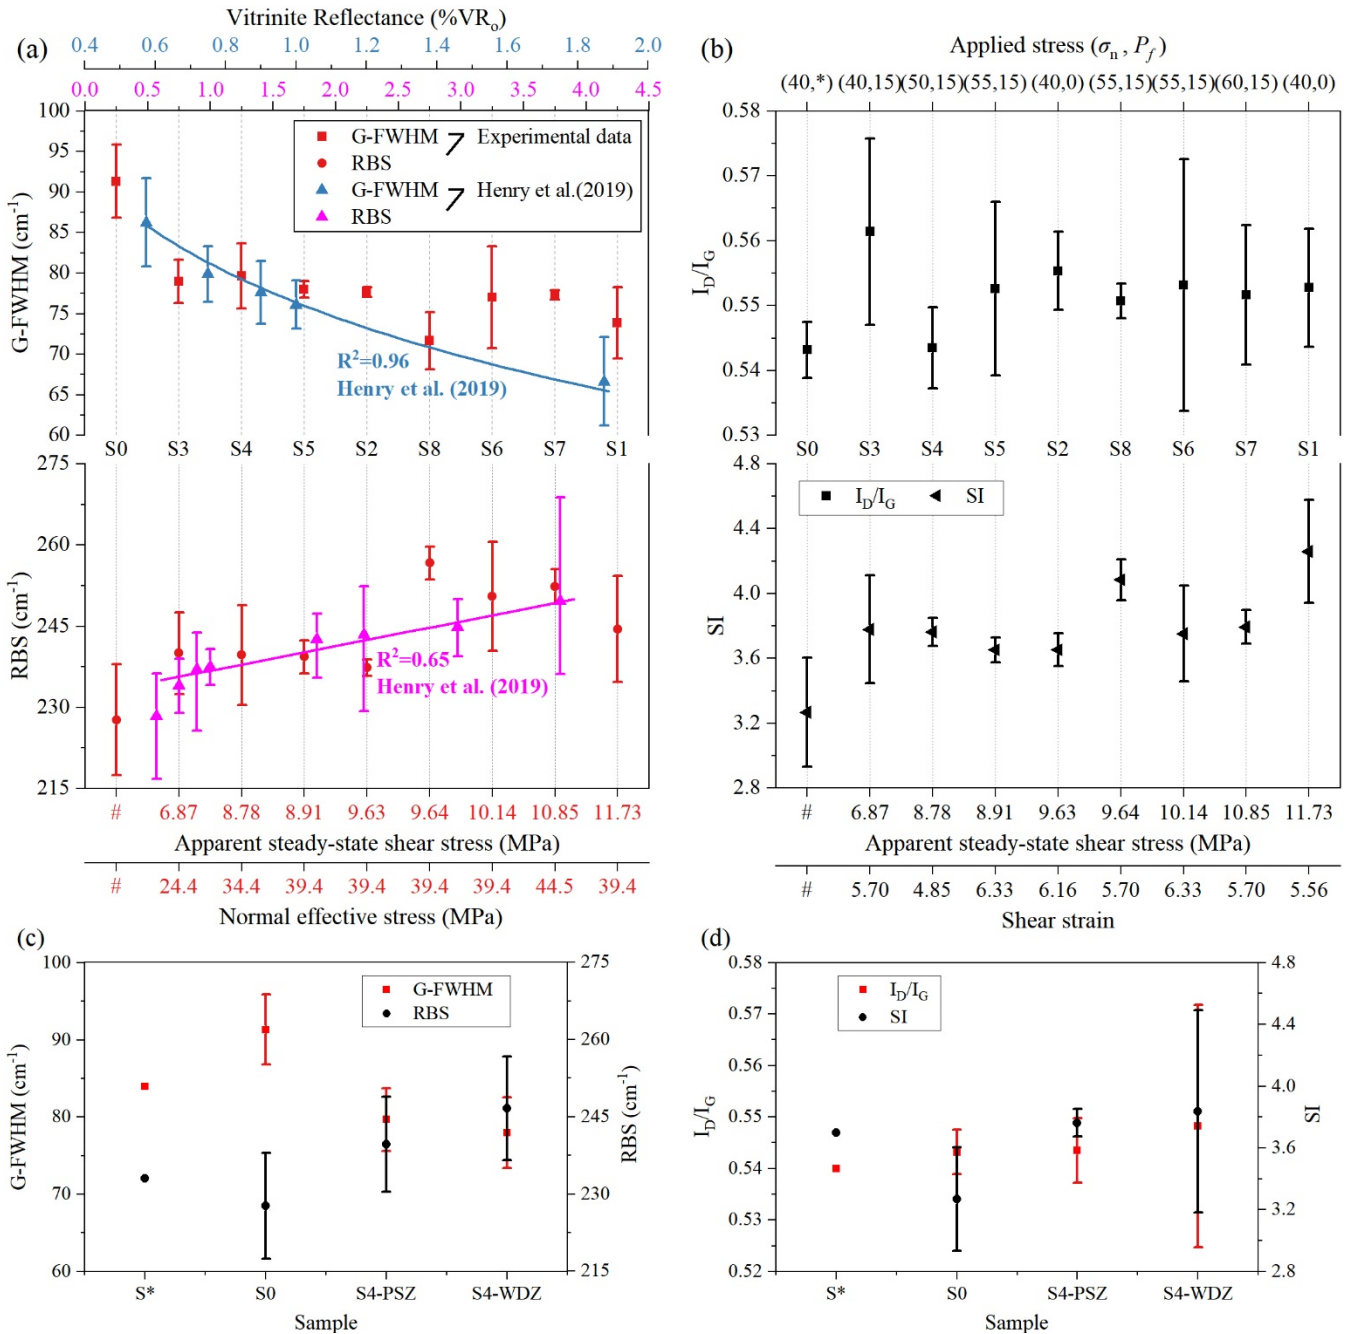 (a)
Vitrinite Reflectance (%VRₒ)
0.4 0.6 0.8 1.0 1.2 1.4 1.6 1.8 2.0
0.0 0.5 1.0 1.5 2.0 2.5 3.0 3.5 4.0 4.5
100
95
90
85
80
75
70
65
60
G-FWHM (cm⁻¹)
G-FWHM Experimental data
RBS
G-FWHM Henry et al.(2019)
RBS
R²=0.96
Henry et al. (2019)
S0 S3 S4 S5 S2 S8 S6 S7 S1
275
260
245
230
215
RBS (cm⁻¹)
R²=0.65
Henry et al. (2019)
# 6.87 8.78 8.91 9.63 9.64 10.14 10.85 11.73
Apparent steady-state shear stress (MPa)
# 24.4 34.4 39.4 39.4 39.4 39.4 44.5 39.4
Normal effective stress (MPa)
(b)
Applied stress (σₙ , P_f)
(40,*) (40,15) (50,15) (55,15) (40,0) (55,15) (55,15) (60,15) (40,0)
0.58
0.57
0.56
0.55
0.54
0.53
I_D/I_G
S0 S3 S4 S5 S2 S8 S6 S7 S1
4.8
4.4
4.0
3.6
3.2
2.8
SI
I_D/I_G SI
# 6.87 8.78 8.91 9.63 9.64 10.14 10.85 11.73
Apparent steady-state shear stress (MPa)
# 5.70 4.85 6.33 6.16 5.70 6.33 5.70 5.56
Shear strain
(c)
100
90
80
70
60
G-FWHM (cm⁻¹)
G-FWHM
RBS
275
260
245
230
215
RBS (cm⁻¹)
S* S0 S4-PSZ S4-WDZ
Sample
(d)
0.58
0.57
0.56
0.55
0.54
0.53
0.52
I_D/I_G
I_D/I_G
SI
4.8
4.4
4.0
3.6
3.2
2.8
SI
S* S0 S4-PSZ S4-WDZ
Sample